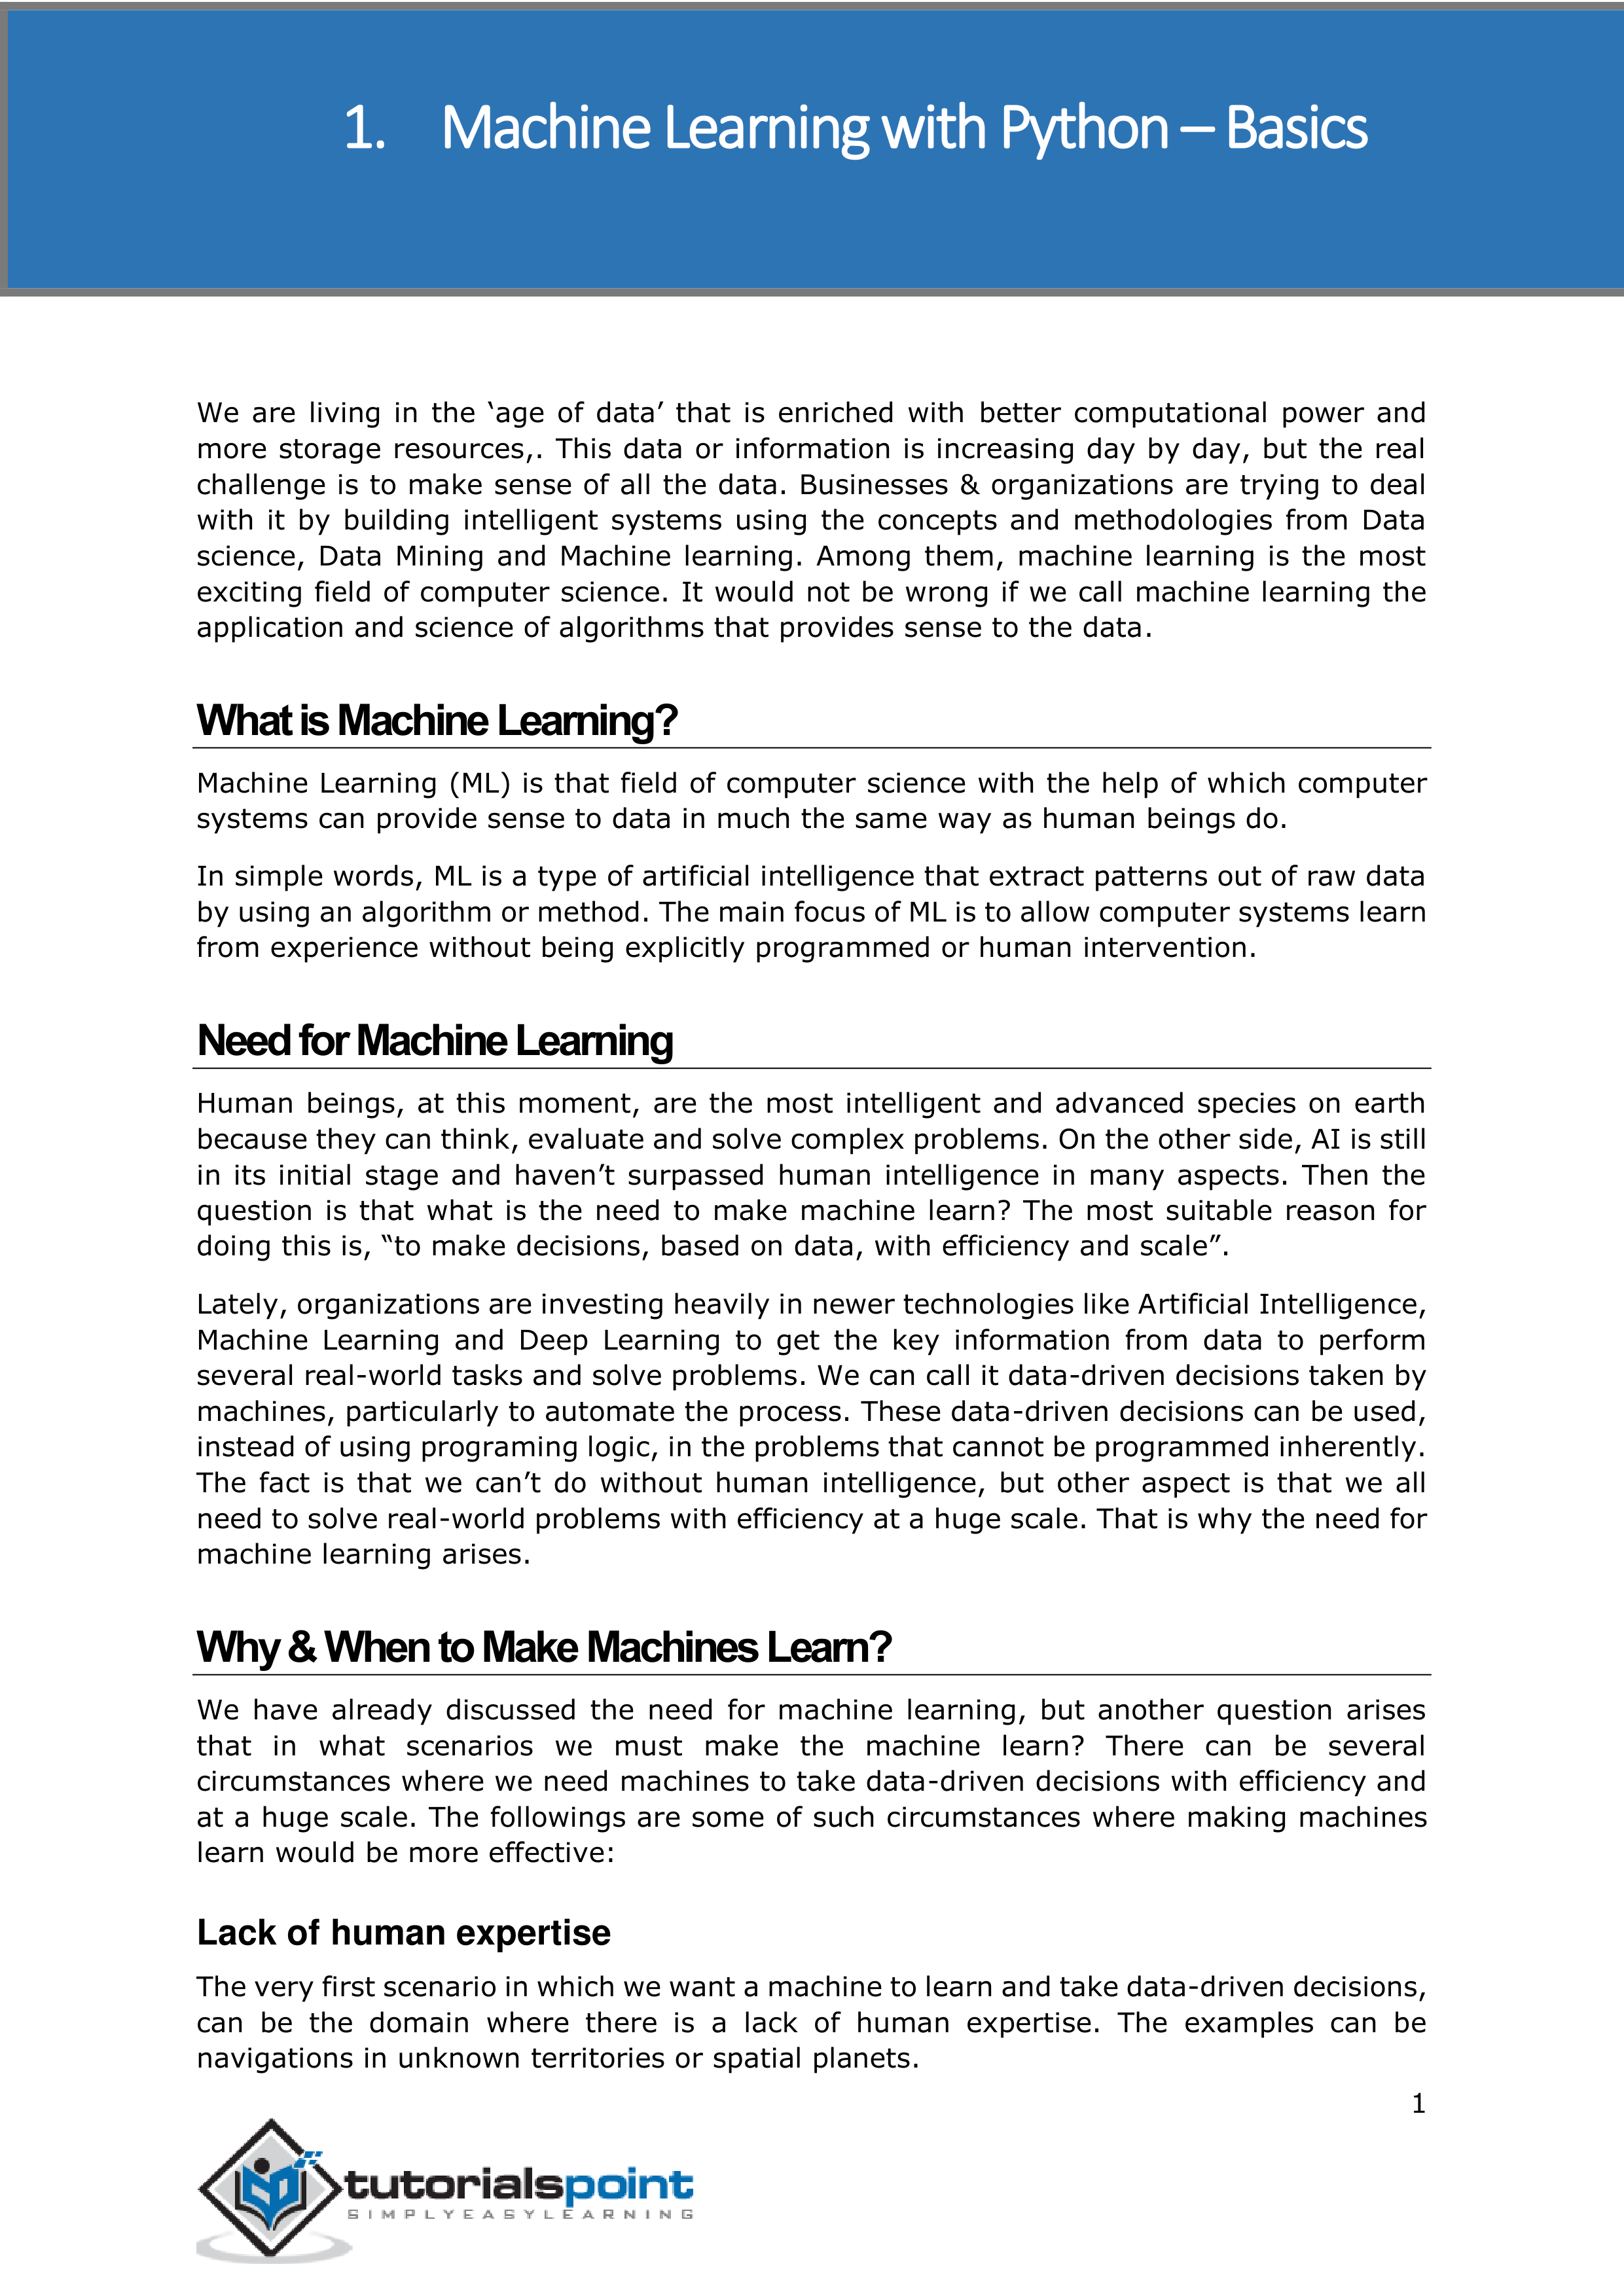 1. Machine Learning with Python – Basics
We are living in the ‘age of data’ that is enriched with better computational power and
more storage resources,. This data or information is increasing day by day, but the real
challenge is to make sense of all the data. Businesses & organizations are trying to deal
with it by building intelligent systems using the concepts and methodologies from Data
science, Data Mining and Machine learning. Among them, machine learning is the most
exciting field of computer science. It would not be wrong if we call machine learning the
application and science of algorithms that provides sense to the data.
What is Machine Learning?
Machine Learning (ML) is that field of computer science with the help of which computer
systems can provide sense to data in much the same way as human beings do.
In simple words, ML is a type of artificial intelligence that extract patterns out of raw data
by using an algorithm or method. The main focus of ML is to allow computer systems learn
from experience without being explicitly programmed or human intervention.
Need for Machine Learning
Human beings, at this moment, are the most intelligent and advanced species on earth
because they can think, evaluate and solve complex problems. On the other side, AI is still
in its initial stage and haven’t surpassed human intelligence in many aspects. Then the
question is that what is the need to make machine learn? The most suitable reason for
doing this is, “to make decisions, based on data, with efficiency and scale”.
Lately, organizations are investing heavily in newer technologies like Artificial Intelligence,
Machine Learning and Deep Learning to get the key information from data to perform
several real-world tasks and solve problems. We can call it data-driven decisions taken by
machines, particularly to automate the process. These data-driven decisions can be used,
instead of using programing logic, in the problems that cannot be programmed inherently.
The fact is that we can’t do without human intelligence, but other aspect is that we all
need to solve real-world problems with efficiency at a huge scale. That is why the need for
machine learning arises.
Why & When to Make Machines Learn?
We have already discussed the need for machine learning, but another question arises
that in what scenarios we must make the machine learn? There can be several
circumstances where we need machines to take data-driven decisions with efficiency and
at a huge scale. The followings are some of such circumstances where making machines
learn would be more effective:
Lack of human expertise
The very first scenario in which we want a machine to learn and take data-driven decisions,
can be the domain where there is a lack of human expertise. The examples can be
navigations in unknown territories or spatial planets.
1
tutorialspoint
SIMPLYEASYLEARNING